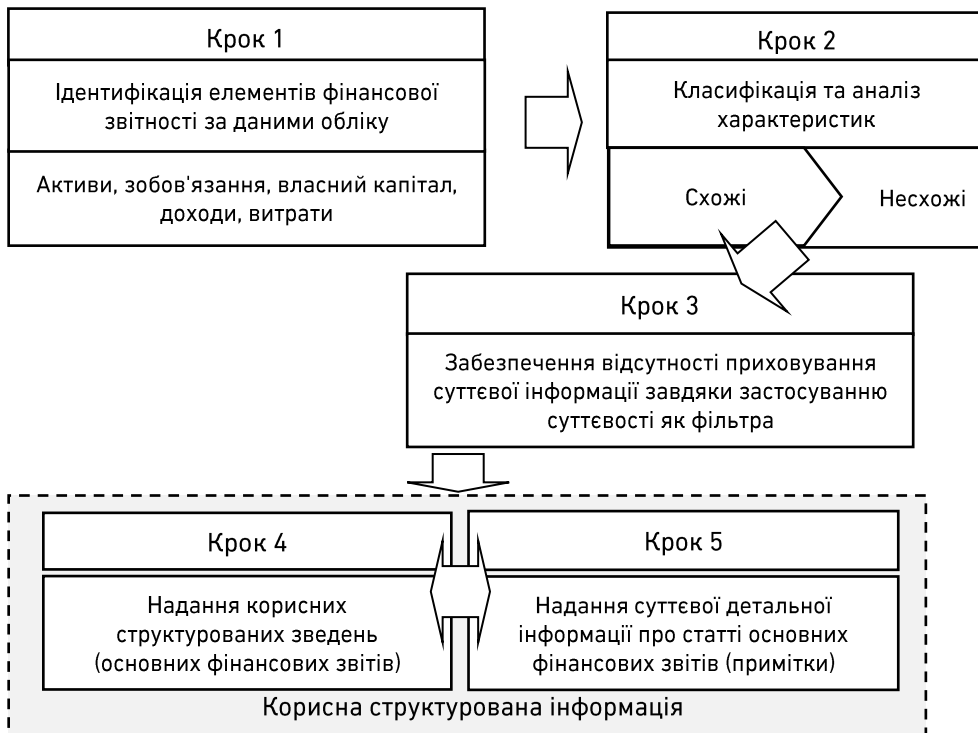 Крок 1
Ідентифікація елементів фінансової
звітності за даними обліку
Активи, зобов'язання, власний капітал,
доходи, витрати
Крок 2
Класифікація та аналіз
характеристик
Схожі
Несхожі
Крок 3
Забезпечення відсутності приховування
суттєвої інформації завдяки застосуванню
суттєвості як фільтра
Крок 4
Надання корисних
структурованих зведень
(основних фінансових звітів)
Крок 5
Надання суттєвої детальної
інформації про статті основних
фінансових звітів (примітки)
Корисна структурована інформація